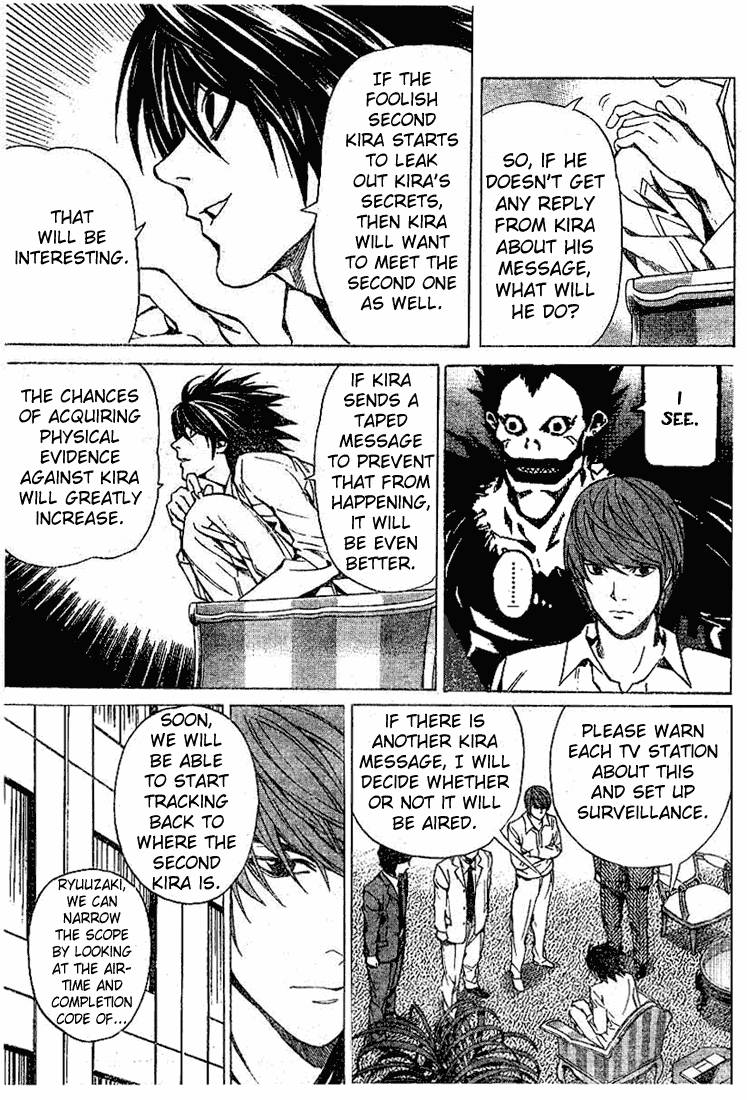 SO, IF HE
DOESN'T GET
ANY REPLY
FROM KIRA
ABOUT HIS
MESSAGE,
WHAT WILL
HE DO?
IF THE
FOOLISH
SECOND
KIRA STARTS
TO LEAK
OUT KIRA'S
SECRETS,
THEN KIRA
WILL WANT
TO MEET THE
SECOND ONE
AS WELL.
THAT
WILL BE
INTERESTING.
I
SEE.
........
IF KIRA
SENDS A
TAPED
MESSAGE
TO PREVENT
THAT FROM
HAPPENING,
IT WILL
BE EVEN
BETTER.
THE CHANCES
OF ACQUIRING
PHYSICAL
EVIDENCE
AGAINST KIRA
WILL GREATLY
INCREASE.
PLEASE WARN
EACH TV STATION
ABOUT THIS
AND SET UP
SURVEILLANCE.
IF THERE IS
ANOTHER KIRA
MESSAGE, I WILL
DECIDE WHETHER
OR NOT IT WILL
BE AIRED.
SOON,
WE WILL
BE ABLE
TO START
TRACKING
BACK TO
WHERE THE
SECOND
KIRA IS.
RYUUZAKI,
WE CAN
NARROW
THE SCOPE
BY LOOKING
AT THE AIR-
TIME AND
COMPLETION
CODE OF...